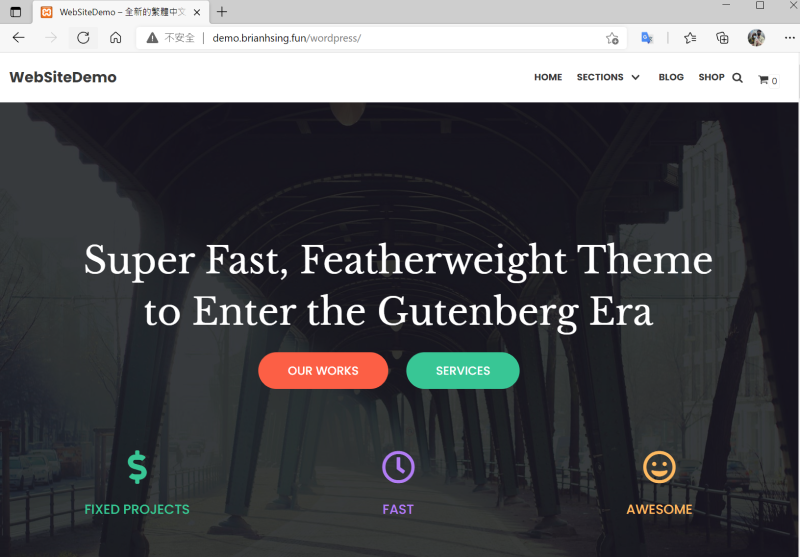 WebSiteDemo – 全新的繁體中文
不安全 | demo.brianhsing.fun/wordpress/
WebSiteDemo
HOME SECTIONS BLOG SHOP 0
Super Fast, Featherweight Theme
to Enter the Gutenberg Era
OUR WORKS SERVICES
FIXED PROJECTS FAST AWESOME